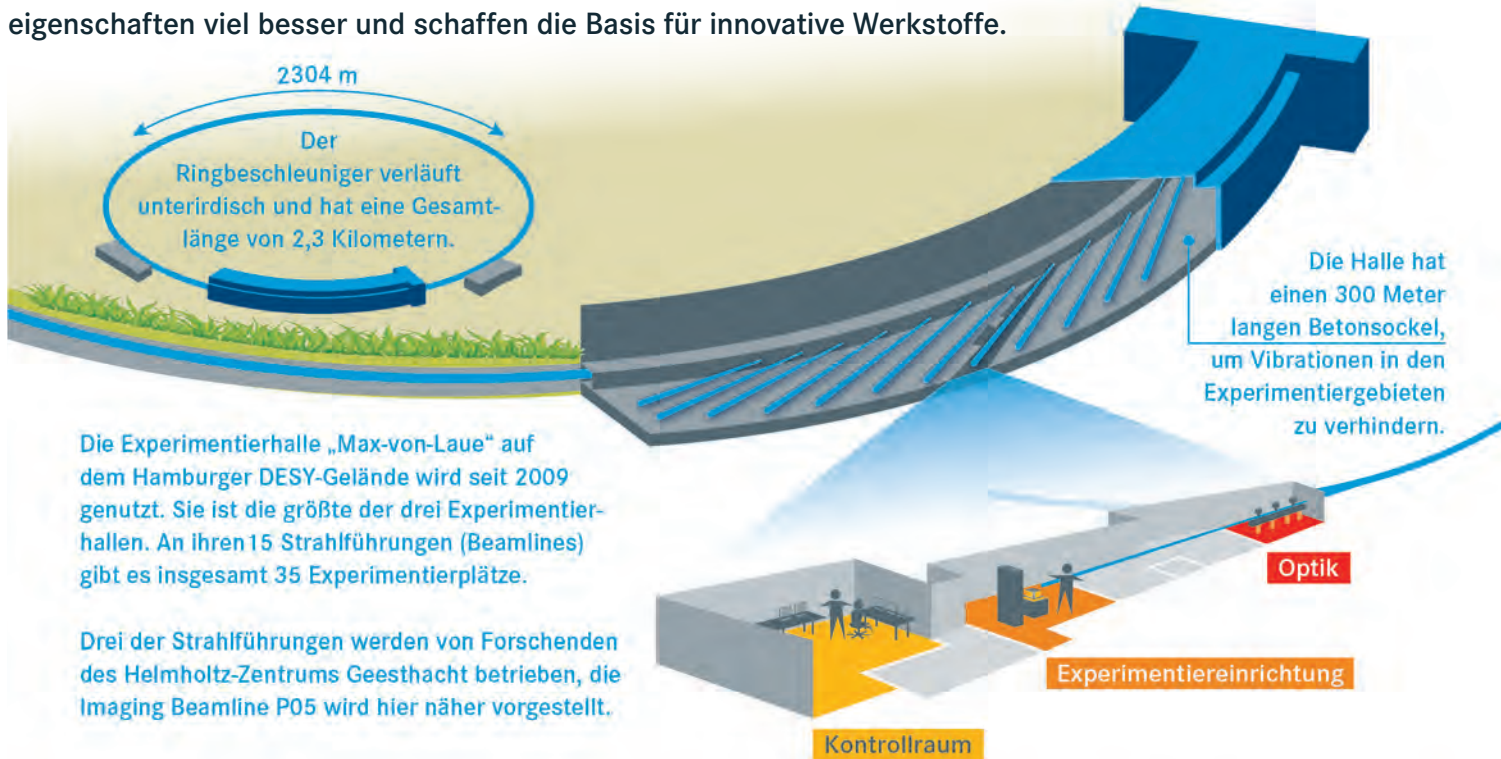 eigenschaften viel besser und schaffen die Basis für innovative Werkstoffe.
2304 m
Der
Ringbeschleuniger verläuft
unterirdisch und hat eine Gesamt-
länge von 2,3 Kilometern.
Die Halle hat
einen 300 Meter
langen Betonsockel,
um Vibrationen in den
Experimentiergebieten
zu verhindern.
Die Experimentierhalle „Max-von-Laue“ auf
dem Hamburger DESY-Gelände wird seit 2009
genutzt. Sie ist die größte der drei Experimentier-
hallen. An ihren 15 Strahlführungen (Beamlines)
gibt es insgesamt 35 Experimentierplätze.
Drei der Strahlführungen werden von Forschenden
des Helmholtz-Zentrums Geesthacht betrieben, die
Imaging Beamline P05 wird hier näher vorgestellt.
Optik
Experimentiereinrichtung
Kontrollraum